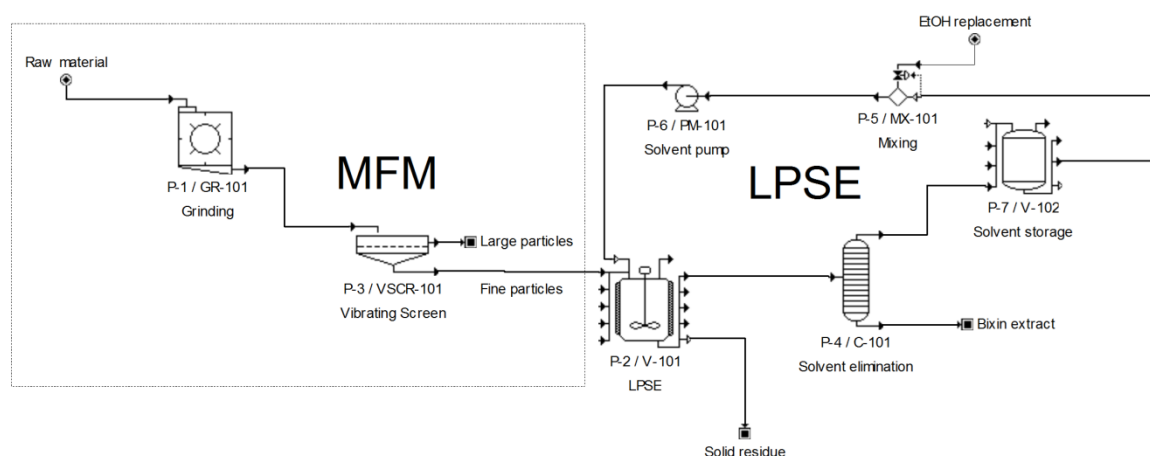 EtOH replacement
Raw material
P-6 / PM-101
Solvent pump
P-5 / MX-101
Mixing
MFM
LPSE
P-1 / GR-101
Grinding
P-7 / V-102
Solvent storage
Large particles
P-3 / VSCR-101
Vibrating Screen
Fine particles
Bixin extract
P-2 / V-101
LPSE
P-4 / C-101
Solvent elimination
Solid residue